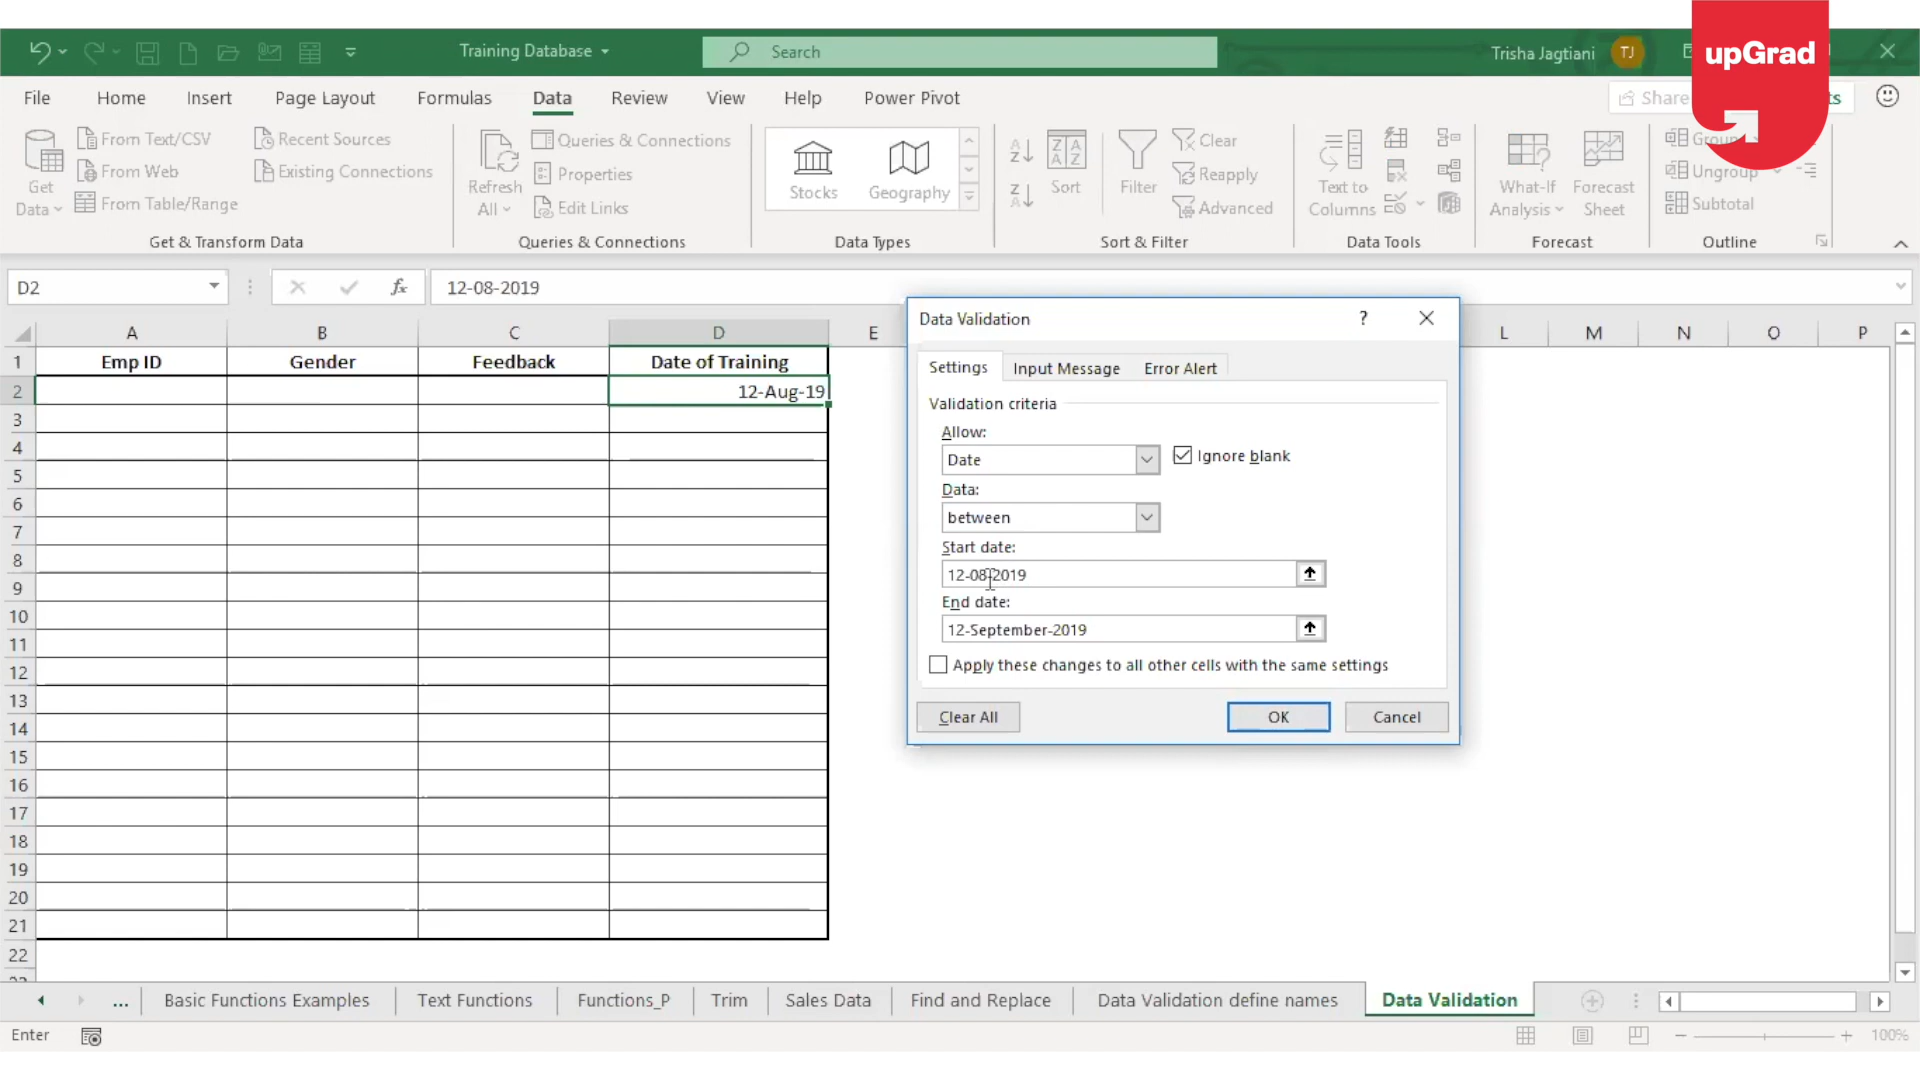 Training Database
Search
Trisha Jagtiani
TJ
upGrad
File
Home
Insert
Page Layout
Formulas
Data
Review
View
Help
Power Pivot
Share
ts
Get
Data
From Text/CSV
From Web
From Table/Range
Recent Sources
Existing Connections
Get & Transform Data
Refresh
All
Queries & Connections
Properties
Edit Links
Queries & Connections
Stocks
Geography
Data Types
Sort
Filter
Clear
Reapply
Advanced
Sort & Filter
Text to
Columns
Data Tools
What-If
Analysis
Forecast
Sheet
Forecast
Group
Ungroup
Subtotal
Outline
D2
fx
12-08-2019
A B C D E L M N O P
1 Emp ID Gender Feedback Date of Training
2 12-Aug-19
3
4
5
6
7
8
9
10
11
12
13
14
15
16
17
18
19
20
21
22
Data Validation
?
Settings
Input Message
Error Alert
Validation criteria
Allow:
Date
Ignore blank
Data:
between
Start date:
12-08-2019
End date:
12-September-2019
Apply these changes to all other cells with the same settings
Clear All
OK
Cancel
...
Basic Functions Examples
Text Functions
Functions_P
Trim
Sales Data
Find and Replace
Data Validation define names
Data Validation
Enter
100%